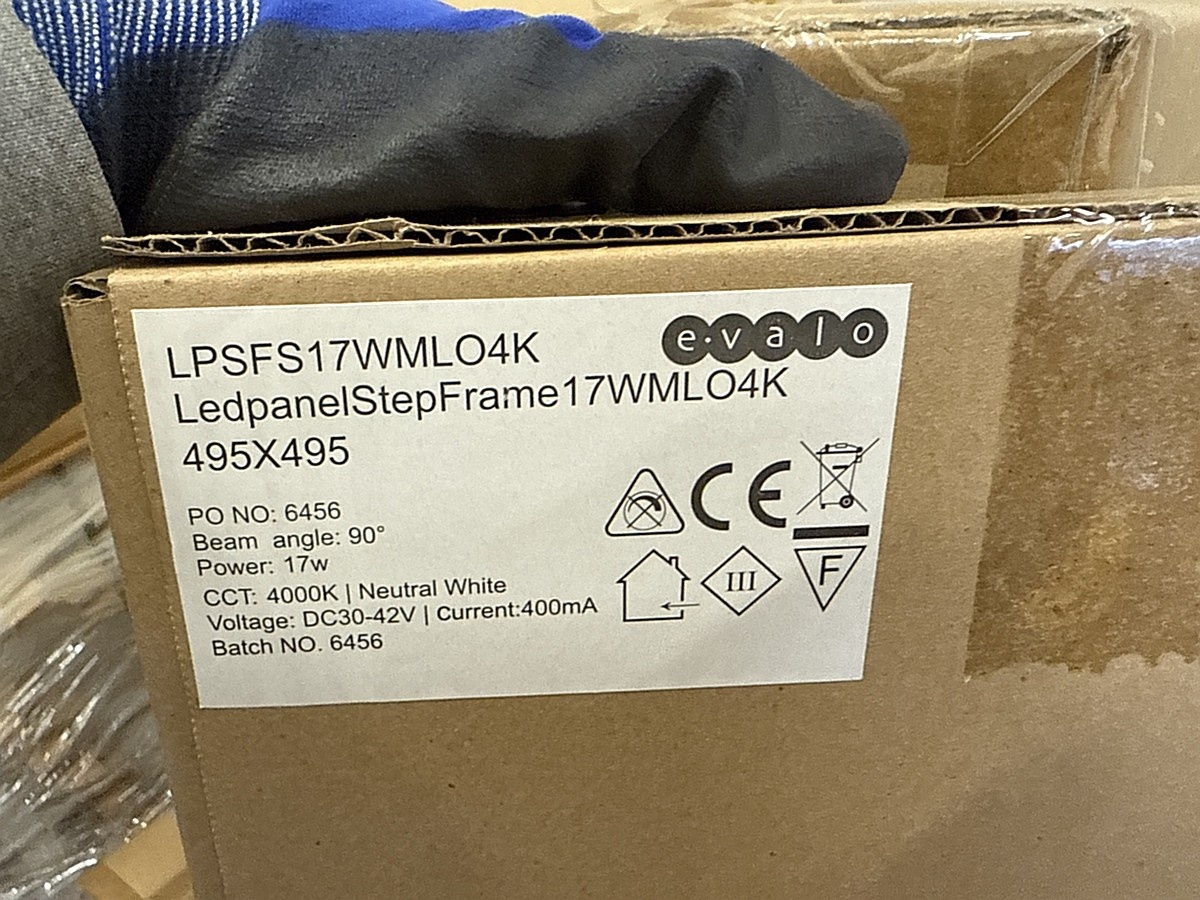 e·valo
LPSFS17WMLO4K
LedpanelStepFrame17WMLO4K
495X495
PO NO: 6456
Beam angle: 90°
Power: 17w
CCT: 4000K | Neutral White
Voltage: DC30-42V | Current:400mA
Batch NO. 6456
CE
III
F